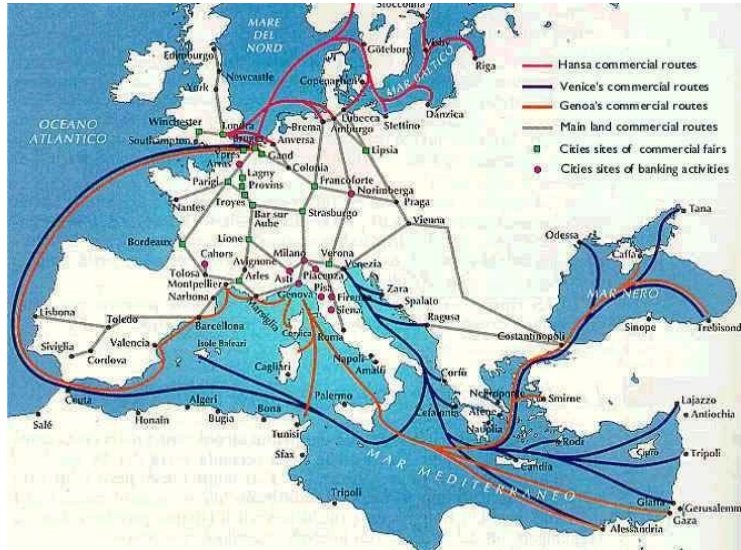 Stoccolma
MARE
DEL
NORD
Edimburgo
Göteborg
Visby
Newcastle
Riga
York
Copenaghen
MAR BALTICO
OCEANO
ATLANTICO
Winchester
Londra
Southampton
Bruges
Brema
Lubecca
Amburgo
Stettino
Danzica
Anversa
Ypres
Gand
Arras
Colonia
Lipsia
Lagny
Parigi
Provins
Francoforte
Norimberga
Praga
Nantes
Troyes
Bar sur
Aube
Strasburgo
Vienna
Bordeaux
Lione
Cahors
Milano
Verona
Venezia
Avignone
Tolosa
Arles
Asti
Piacenza
Montpellier
Genova
Pisa
Firenze
Narbona
Marsiglia
Siena
Zara
Spalato
Ragusa
Odessa
Tana
Caffa
MAR NERO
Sinope
Trebisonda
Costantinopoli
Lisbona
Toledo
Barcellona
Siviglia
Cordova
Valencia
Isole Baleari
Corsica
Roma
Cagliari
Napoli
Amalfi
Palermo
Corfù
Cefalonia
Negroponte
Atene
Nauplia
Smirne
Rodi
Candia
Cipro
Lajazzo
Antiochia
Tripoli
Ceuta
Salé
Honain
Algeri
Bugia
Bona
Tunisi
Sfax
Tripoli
MAR MEDITERRANEO
Giaffa
Gerusalemme
Gaza
Alessandria
Hansa commercial routes
Venice's commercial routes
Genoa's commercial routes
Main land commercial routes
Cities sites of commercial fairs
Cities sites of banking activities